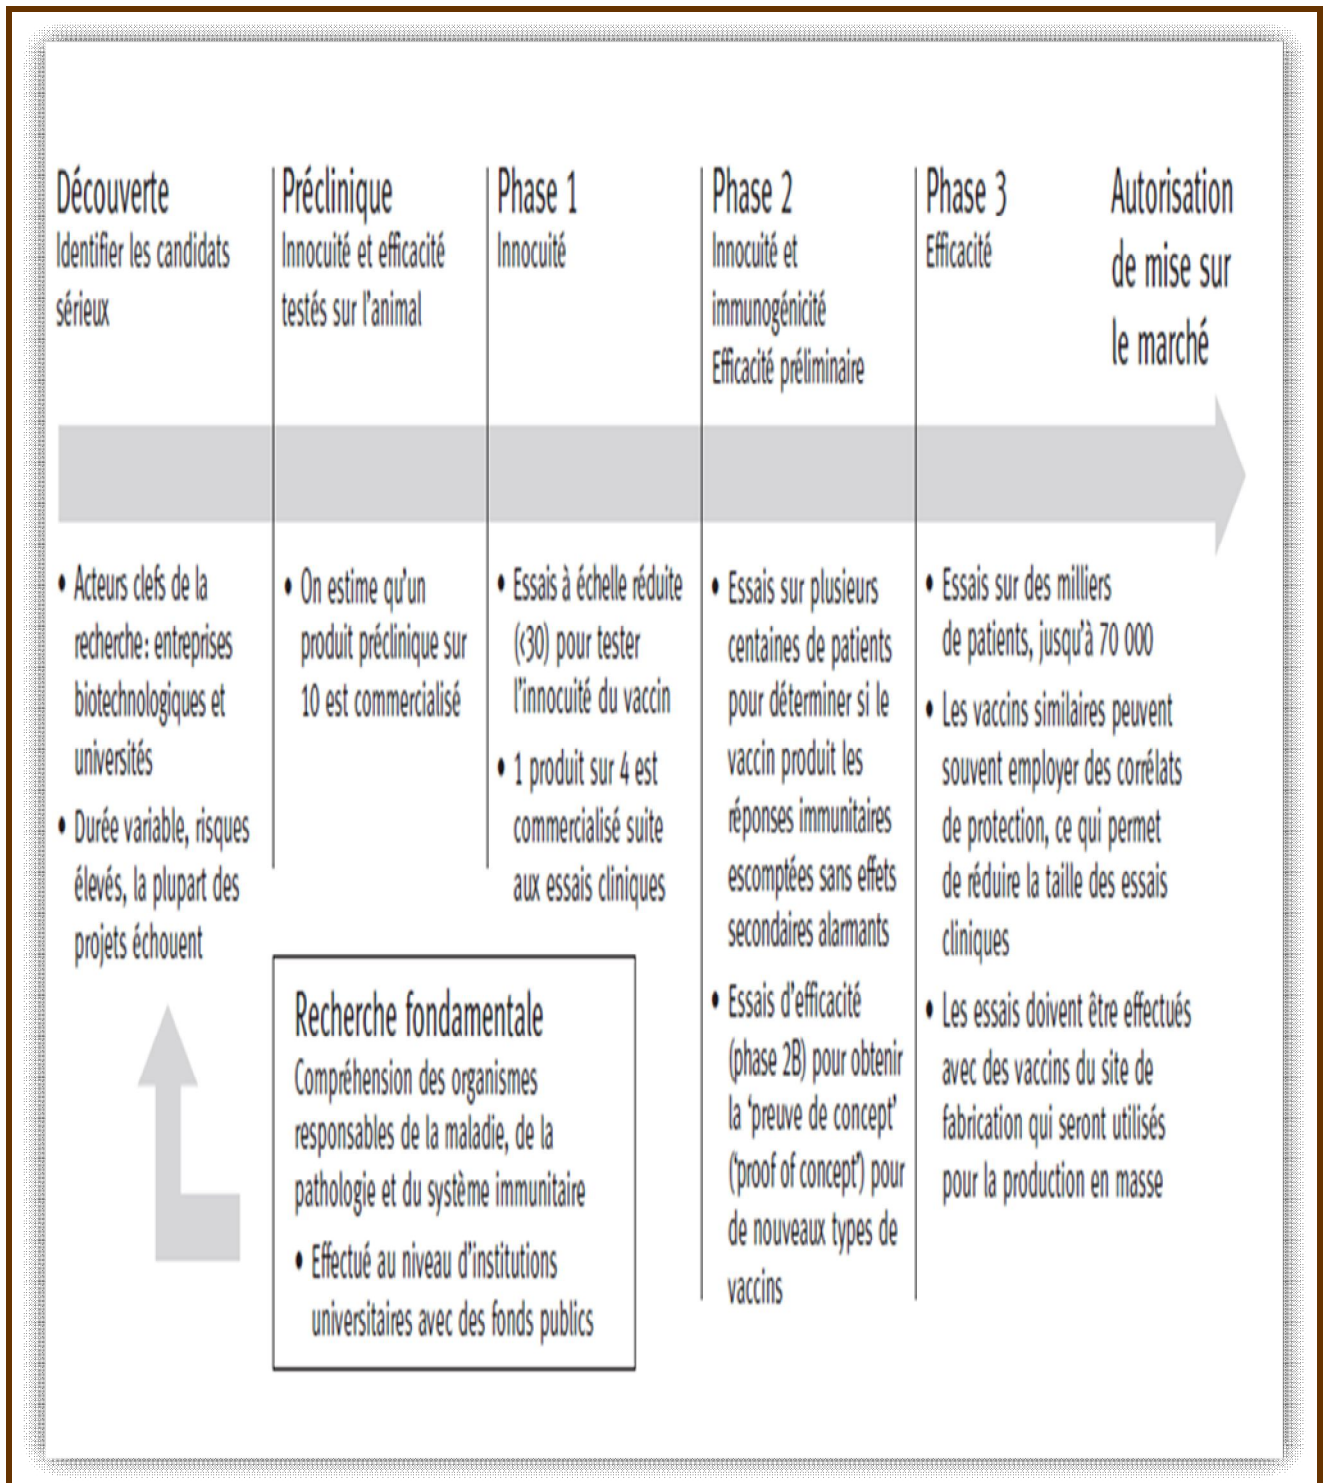 Découverte
Identifier les candidats
sérieux
Préclinique
Innocuité et efficacité
testés sur l'animal
Phase 1
Innocuité
Phase 2
Innocuité et
immunogénicité
Efficacité préliminaire
Phase 3
Efficacité
Autorisation
de mise sur
le marché
• Acteurs clefs de la
recherche: entreprises
biotechnologiques et
universités
• Durée variable, risques
élevés, la plupart des
projets échouent
• On estime qu'un
produit préclinique sur
10 est commercialisé
• Essais à échelle réduite
(<30) pour tester
l'innocuité du vaccin
• 1 produit sur 4 est
commercialisé suite
aux essais cliniques
• Essais sur plusieurs
centaines de patients
pour déterminer si le
vaccin produit les
réponses immunitaires
escomptées sans effets
secondaires alarmants
• Essais d'efficacité
(phase 2B) pour obtenir
la 'preuve de concept'
('proof of concept') pour
de nouveaux types de
vaccins
• Essais sur des milliers
de patients, jusqu'à 70 000
• Les vaccins similaires peuvent
souvent employer des corrélats
de protection, ce qui permet
de réduire la taille des essais
cliniques
• Les essais doivent être effectués
avec des vaccins du site de
fabrication qui seront utilisés
pour la production en masse
Recherche fondamentale
Compréhension des organismes
responsables de la maladie, de la
pathologie et du système immunitaire
• Effectué au niveau d'institutions
universitaires avec des fonds publics